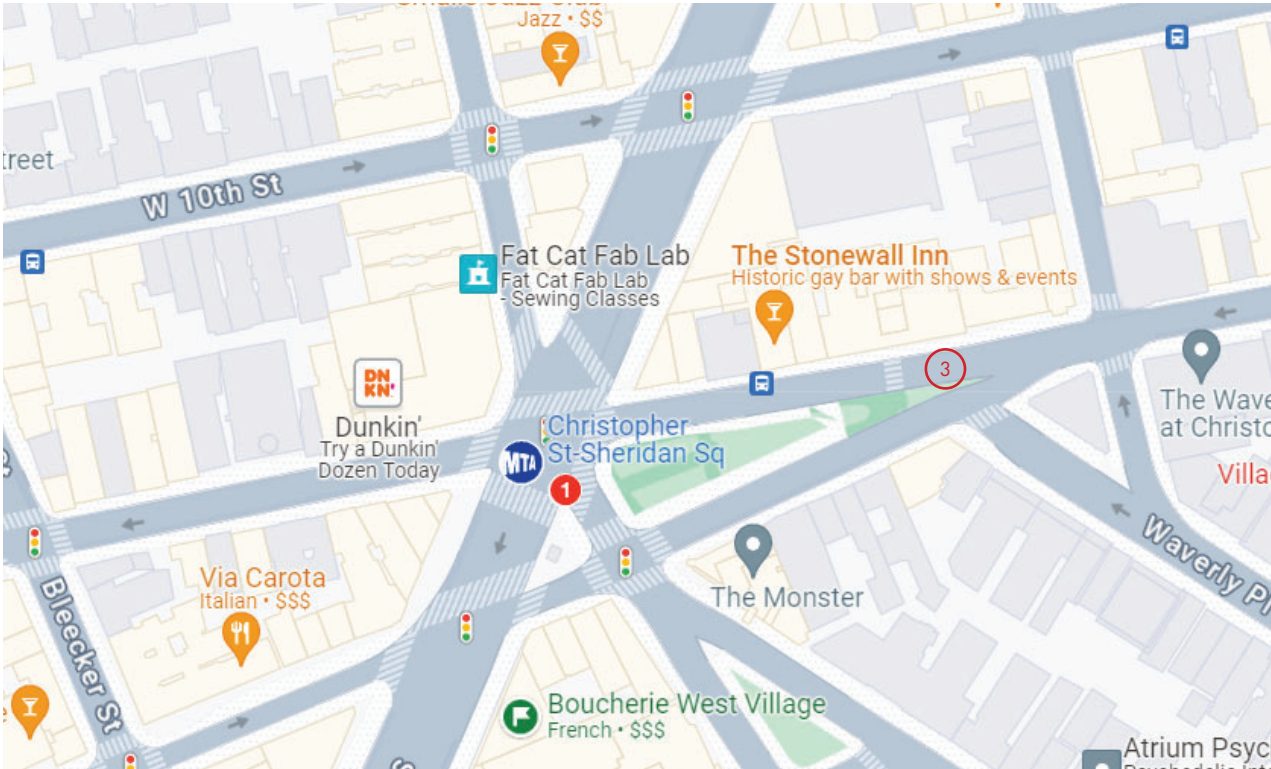 Jazz • $$
treet
W 10th St
Fat Cat Fab Lab
Fat Cat Fab Lab
- Sewing Classes
The Stonewall Inn
Historic gay bar with shows & events
3
DN
KN'
Dunkin'
Try a Dunkin'
Dozen Today
Christopher
St-Sheridan Sq
MTA
1
The Wave
at Christo
Villa
Waverly Pl
The Monster
Via Carota
Italian • $$$
Bleecker St
Boucherie West Village
French • $$$
Atrium Psyc